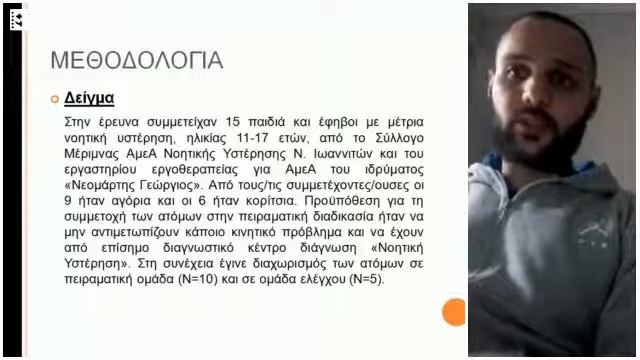 ΜΕΘΟΔΟΛΟΓΙΑ
Δείγμα
Στην έρευνα συμμετείχαν 15 παιδιά και έφηβοι με μέτρια
νοητική υστέρηση, ηλικίας 11-17 ετών, από το Σύλλογο
Μέριμνας ΑμεΑ Νοητικής Υστέρησης Ν. Ιωαννιτών και του
εργαστηρίου εργοθεραπείας για ΑμεΑ του ιδρύματος
«Νεομάρτης Γεώργιος». Από τους/τις συμμετέχοντες/ουσες οι
9 ήταν αγόρια και οι 6 ήταν κορίτσια. Προϋπόθεση για τη
συμμετοχή των ατόμων στην πειραματική διαδικασία ήταν να
μην αντιμετωπίζουν κάποιο κινητικό πρόβλημα και να έχουν
από επίσημο διαγνωστικό κέντρο διάγνωση «Νοητική
Υστέρηση». Στη συνέχεια έγινε διαχωρισμός των ατόμων σε
πειραματική ομάδα (Ν=10) και σε ομάδα ελέγχου (Ν=5).